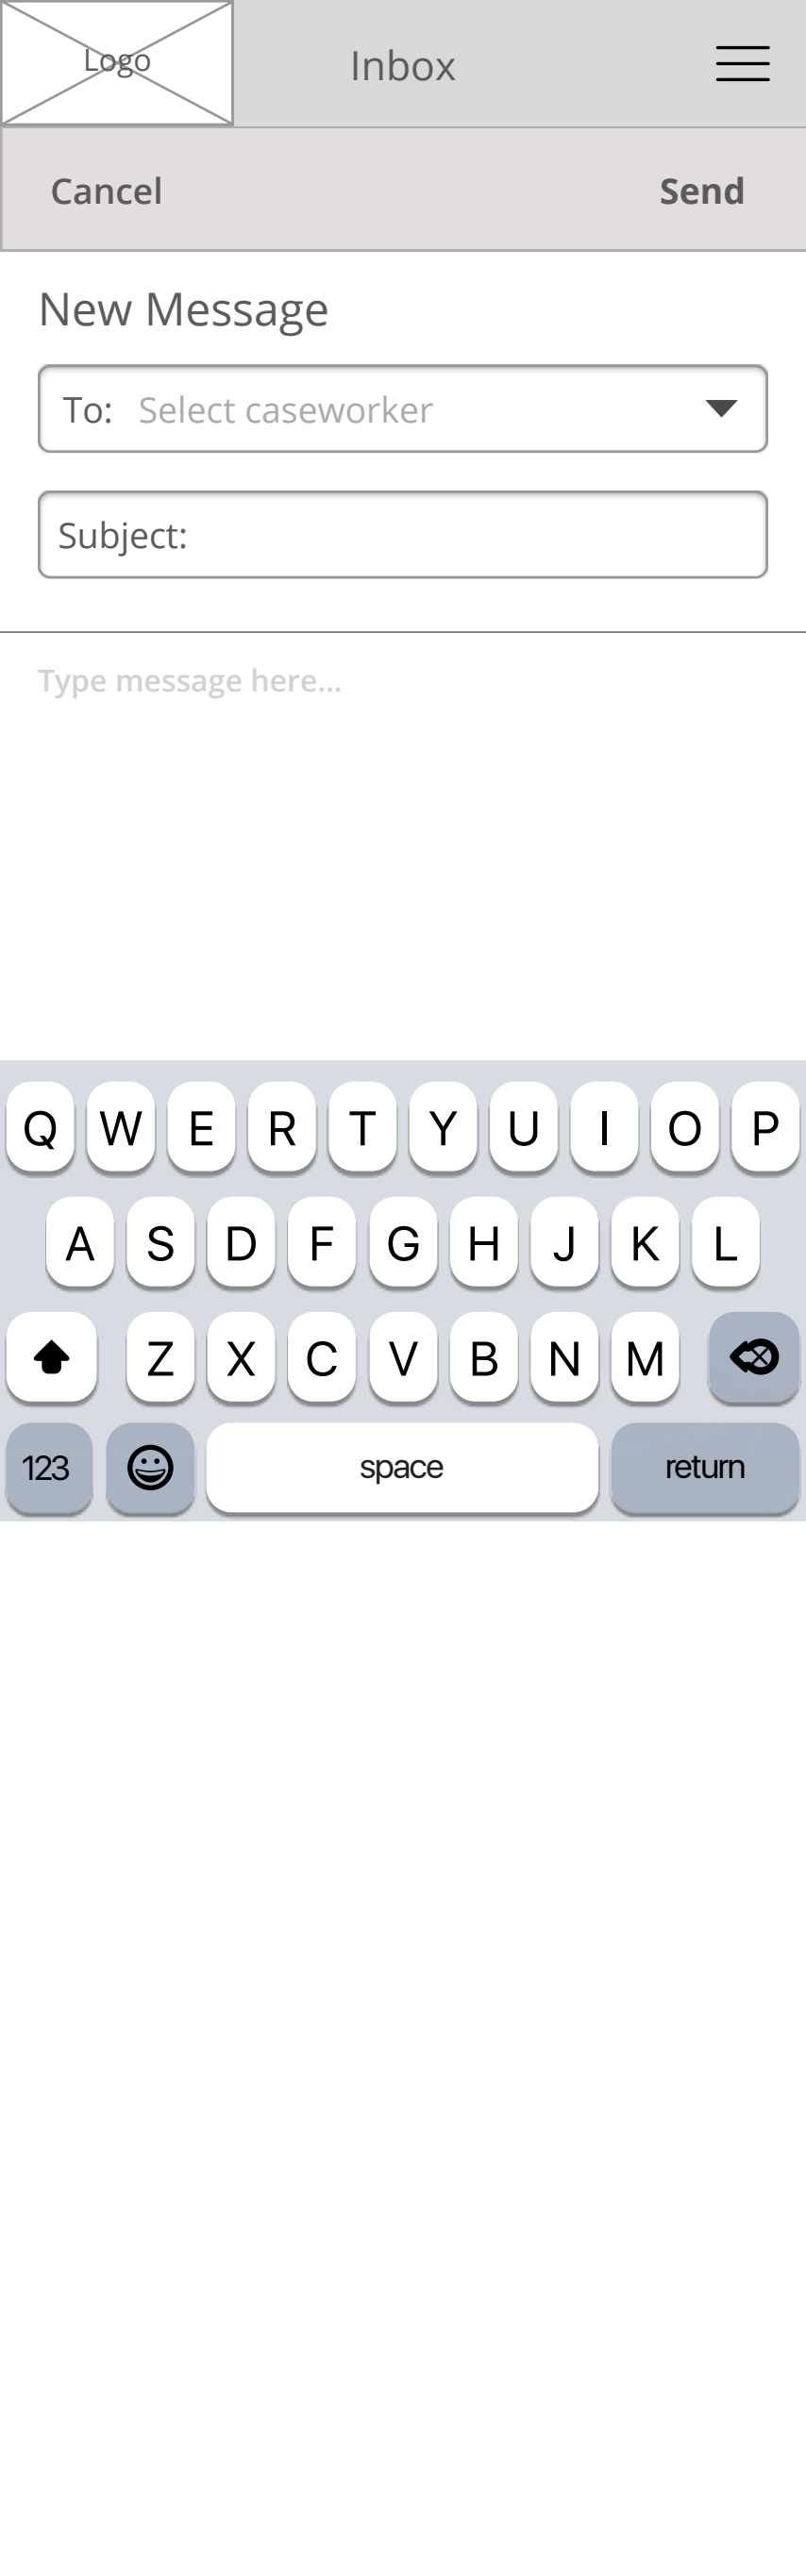 Logo Inbox
Cancel Send
New Message
To: Select caseworker
Subject:
Type message here...
Q W E R T Y U I O P
A S D F G H J K L
Z X C V B N M
123 space return